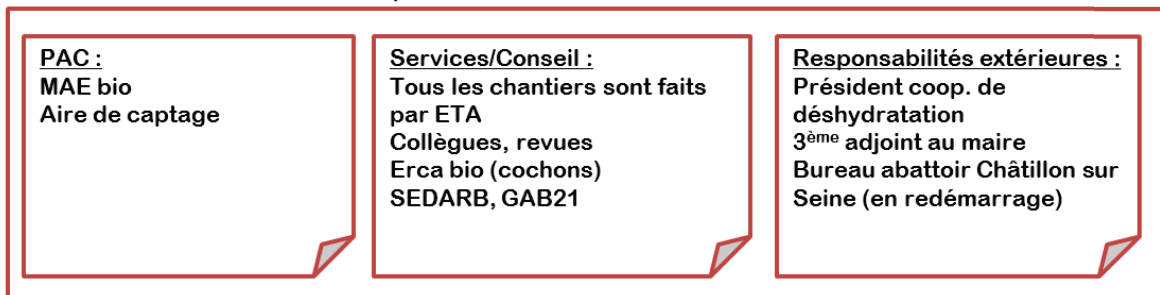 PAC :
MAE bio
Aire de captage
Services/Conseil :
Tous les chantiers sont faits
par ETA
Collègues, revues
Erca bio (cochons)
SEDARB, GAB21
Responsabilités extérieures :
Président coop. de
déshydratation
3ème adjoint au maire
Bureau abattoir Châtillon sur
Seine (en redémarrage)